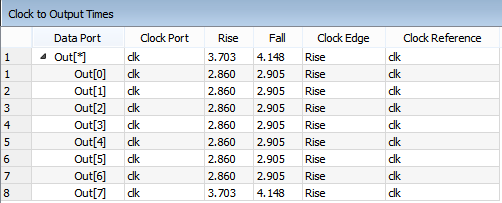 Clock to Output Times
Data Port Clock Port Rise Fall Clock Edge Clock Reference
1 Out[*] clk 3.703 4.148 Rise clk
1 Out[0] clk 2.860 2.905 Rise clk
2 Out[1] clk 2.860 2.905 Rise clk
3 Out[2] clk 2.860 2.905 Rise clk
4 Out[3] clk 2.860 2.905 Rise clk
5 Out[4] clk 2.860 2.905 Rise clk
6 Out[5] clk 2.860 2.905 Rise clk
7 Out[6] clk 2.860 2.905 Rise clk
8 Out[7] clk 3.703 4.148 Rise clk